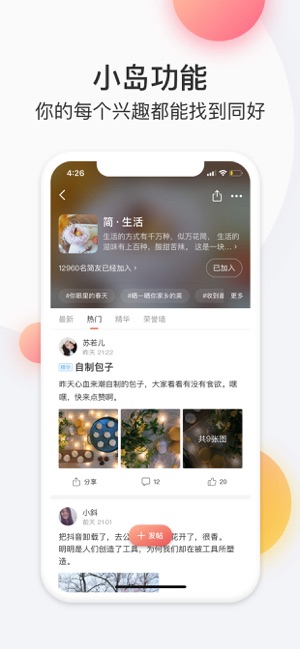 小岛功能
你的每个兴趣都能找到同好
4:26
简 · 生活
生活的方式有千万种，似万花筒， 生活的
滋味有上百种，酸甜苦辣。 这是一块...
12960名简友已经加入
已加入
#你眼里的春天
#晒一晒你家乡的美
#收到最
更多
最新
热门
精华
荣誉墙
苏若儿
昨天 21:22
精华
自制包子
昨天心血来潮自制的包子，大家看看有没有食欲。嘿
嘿，快来点赞啊。
共9张图
分享
12
20
小斜
前天 21:01
把抖音卸载了，去公
花开了，很香。
明明是人们创造了工具，为何我们却在被工具所塑
造。
+ 发帖